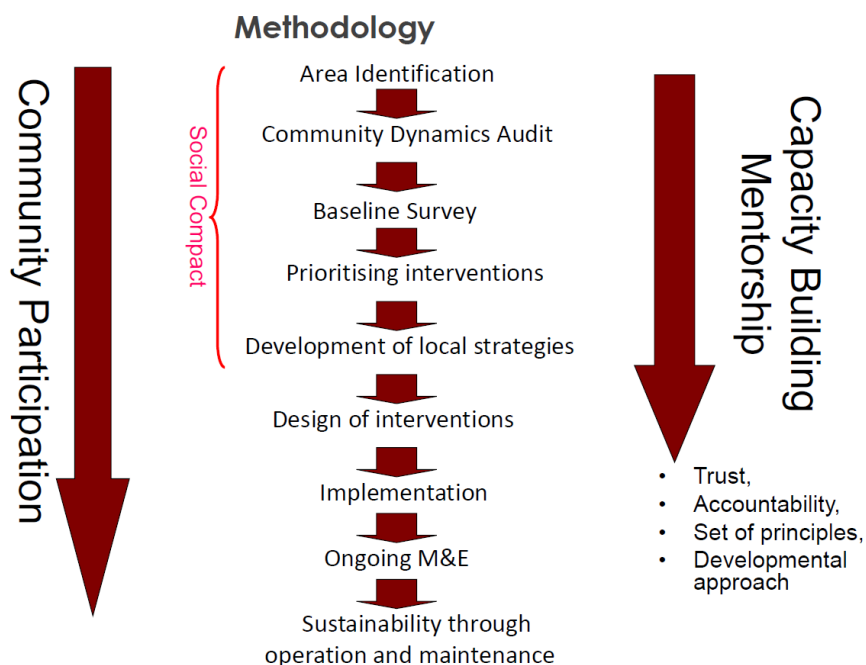 Methodology
Community Participation
Social Compact
Area Identification
Community Dynamics Audit
Baseline Survey
Prioritising interventions
Development of local strategies
Design of interventions
Implementation
Ongoing M&E
Sustainability through
operation and maintenance
Capacity Building
Mentorship
• Trust,
• Accountability,
• Set of principles,
• Developmental
approach